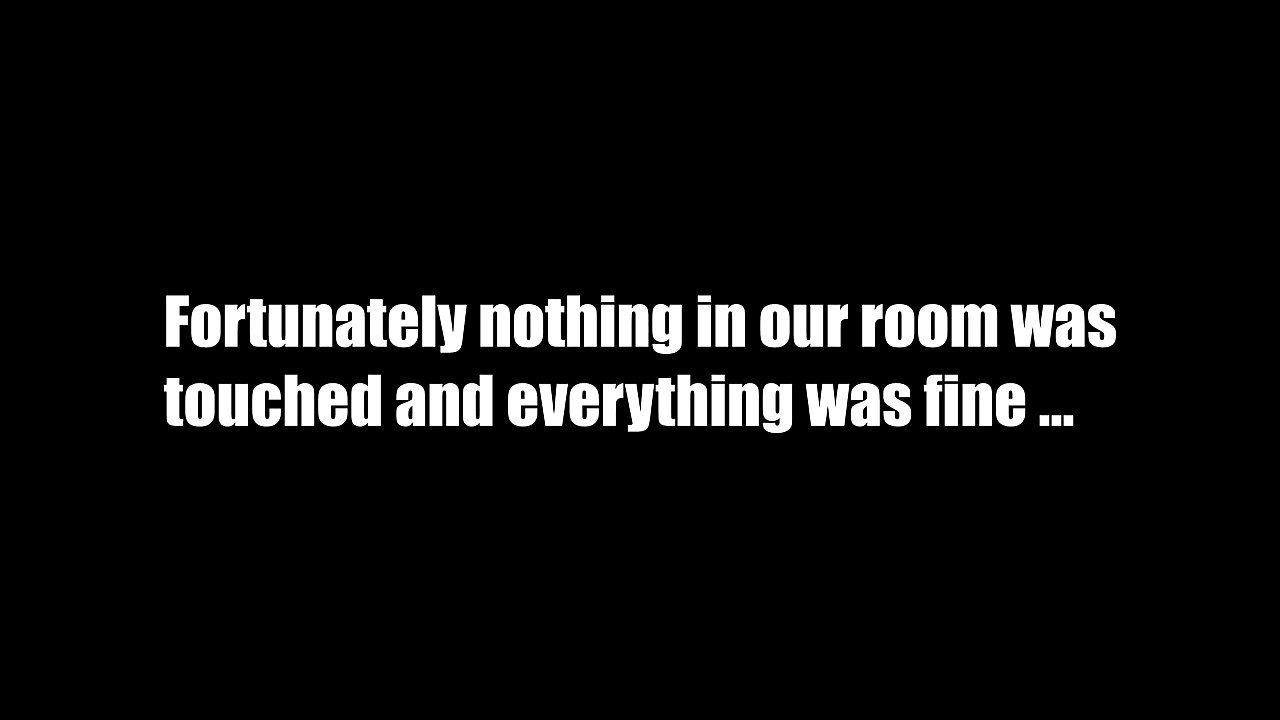 Fortunately nothing in our room was
touched and everything was fine ...